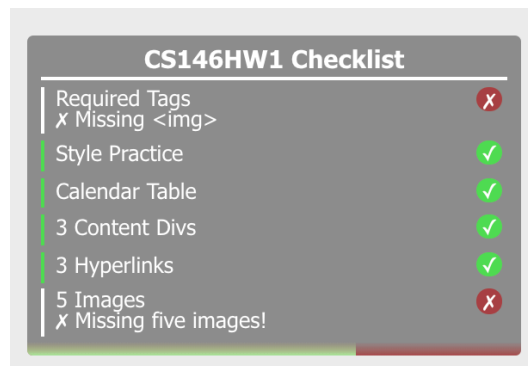 CS146HW1 Checklist
Required Tags
✗ Missing <img>
✗
Style Practice
✓
Calendar Table
✓
3 Content Divs
✓
3 Hyperlinks
✓
5 Images
✗ Missing five images!
✗